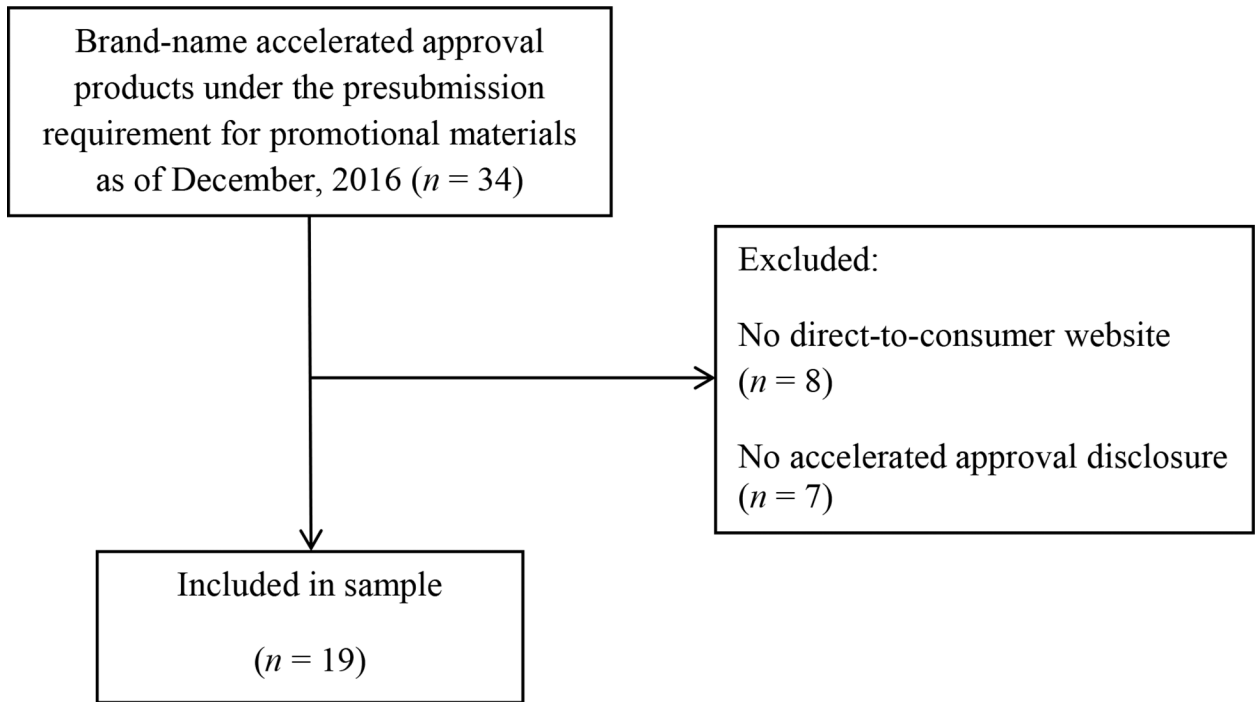 Brand-name accelerated approval
products under the presubmission
requirement for promotional materials
as of December, 2016 (n = 34)
Excluded:
No direct-to-consumer website
(n = 8)
No accelerated approval disclosure
(n = 7)
Included in sample
(n = 19)